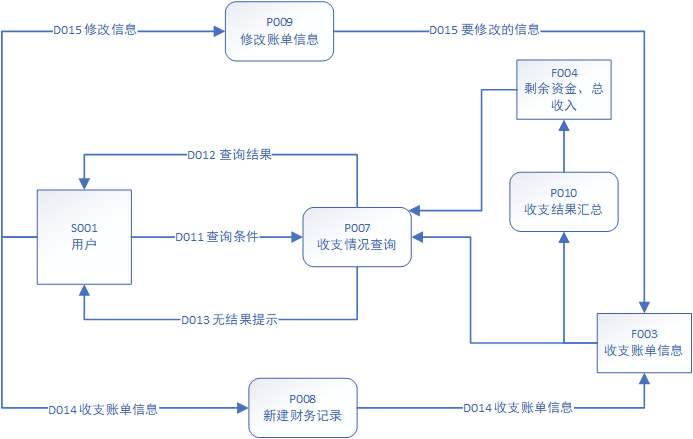 D015 修改信息
P009
修改账单信息
D015 要修改的信息
F004
剩余资金、总
收入
D012 查询结果
P010
收支结果汇总
S001
用户
D011 查询条件
P007
收支情况查询
D013 无结果提示
F003
收支账单信息
D014 收支账单信息
P008
新建财务记录
D014 收支账单信息